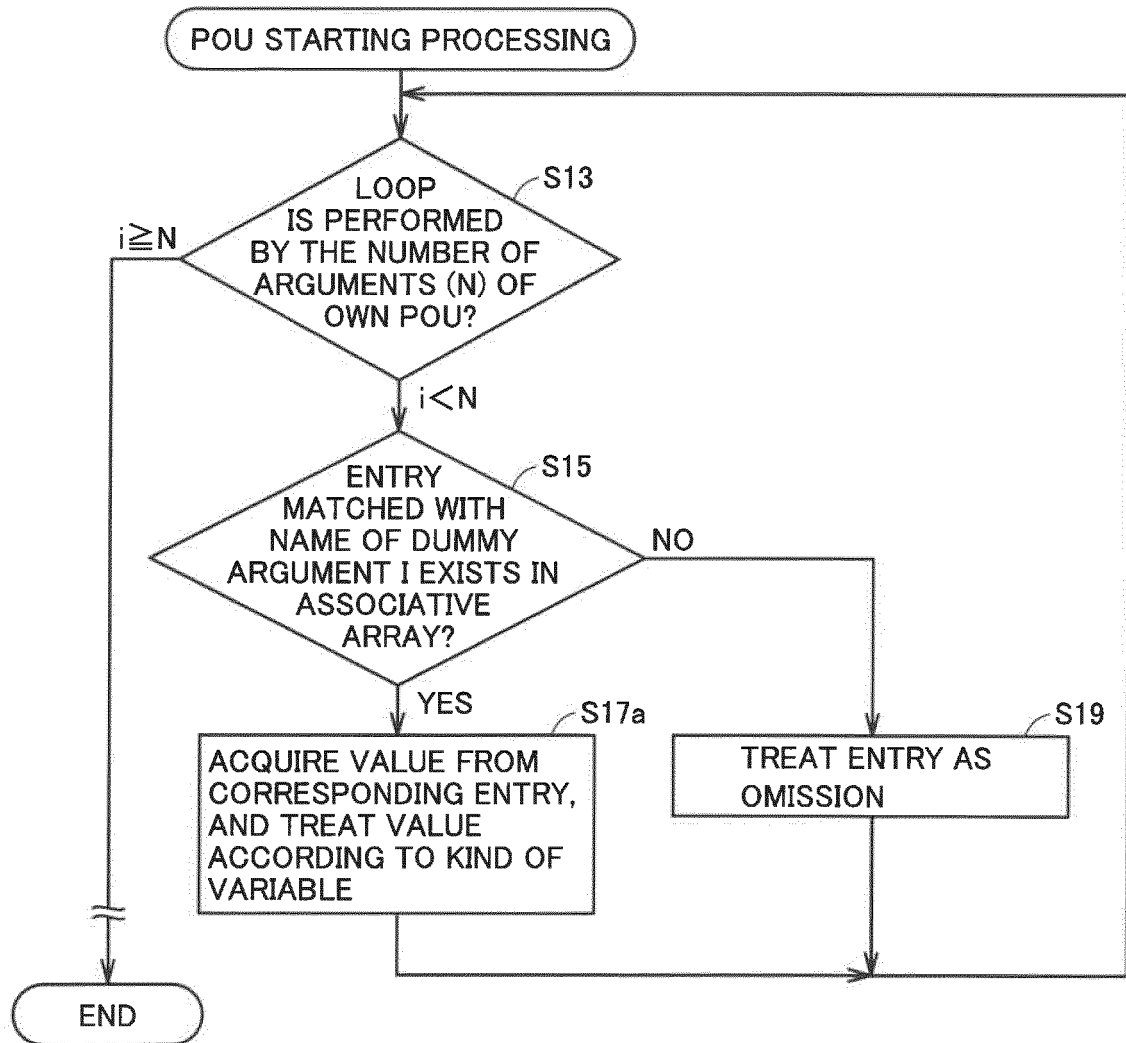 POU STARTING PROCESSING
S13
LOOP
IS PERFORMED
BY THE NUMBER OF
ARGUMENTS (N) OF
OWN POU?
i≧N
i<N
S15
ENTRY
MATCHED WITH
NAME OF DUMMY
ARGUMENT I EXISTS IN
ASSOCIATIVE
ARRAY?
NO
YES
S17a
ACQUIRE VALUE FROM
CORRESPONDING ENTRY,
AND TREAT VALUE
ACCORDING TO KIND OF
VARIABLE
S19
TREAT ENTRY AS
OMISSION
END